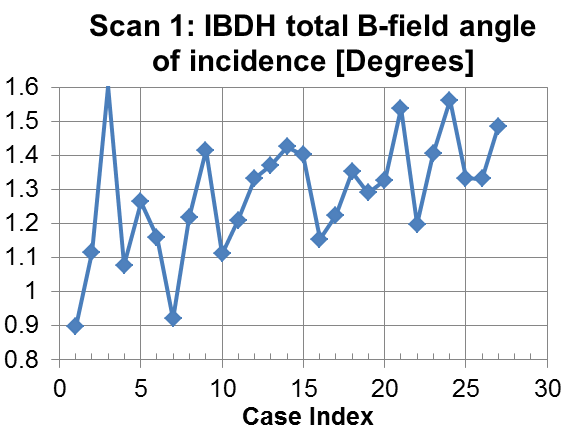 Scan 1: IBDH total B-field angle
of incidence [Degrees]
1.6
1.5
1.4
1.3
1.2
1.1
1
0.9
0.8
0 5 10 15 20 25 30
Case Index